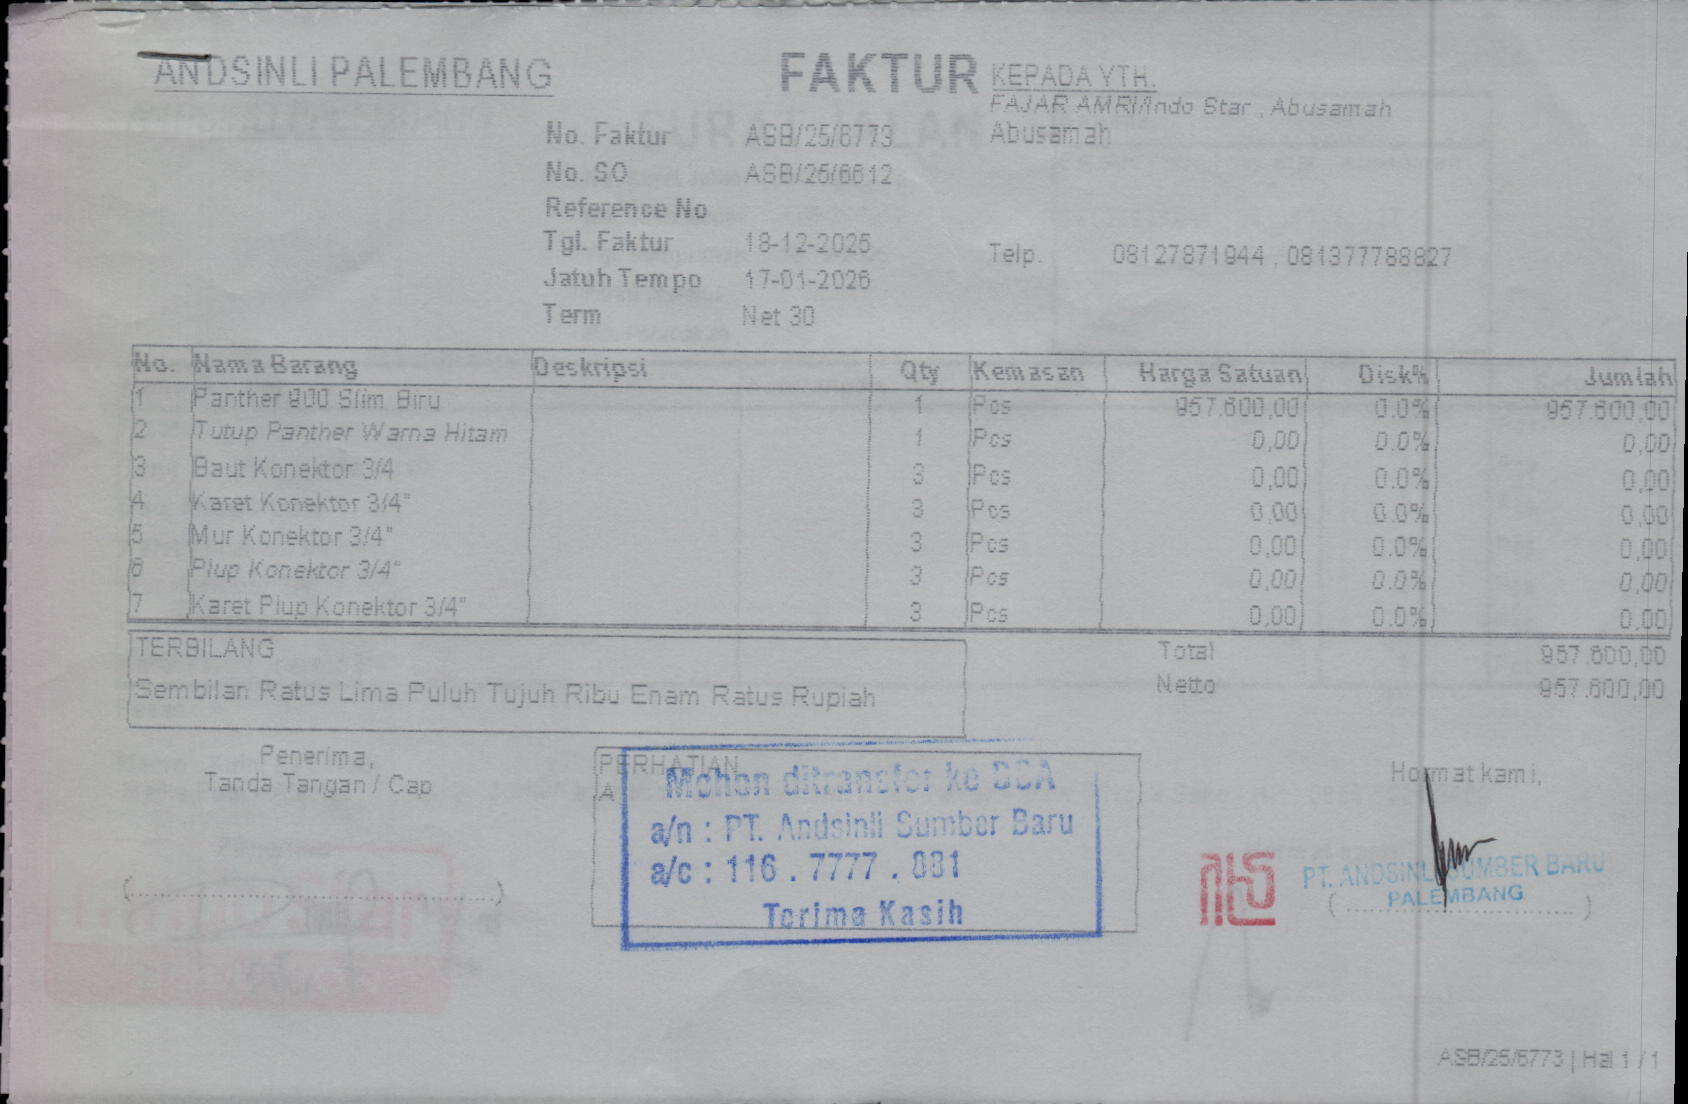 ANDSINLI PALEMBANG
FAKTUR
KEPADA YTH.
FAJAR AMRI/Indo Star , Abusamah
Abusamah
No. Faktur ASB/25/6773
No. SO ASB/25/6612
Reference No
Tgl. Faktur 18-12-2025
Jatuh Tempo 17-01-2026
Term Net 30
Telp. 08127871944 , 081377788827
No. Nama Barang Deskripsi Qty Kemasan Harga Satuan Disk% Jumlah
1 Panther 900 Slim Biru 1 Pcs 957.600,00 0.0% 957.600,00
2 Tutup Panther Warna Hitam 1 Pcs 0,00 0.0% 0,00
3 Baut Konektor 3/4 3 Pcs 0,00 0.0% 0,00
4 Karet Konektor 3/4" 3 Pcs 0,00 0.0% 0,00
5 Mur Konektor 3/4" 3 Pcs 0,00 0.0% 0,00
6 Plup Konektor 3/4" 3 Pcs 0,00 0.0% 0,00
7 Karet Plup Konektor 3/4" 3 Pcs 0,00 0.0% 0,00
TERBILANG
Sembilan Ratus Lima Puluh Tujuh Ribu Enam Ratus Rupiah
Total 957.600,00
Netto 957.600,00
Penerima,
Tanda Tangan / Cap
(........................................)
PERHATIAN
A
Mohon ditransfer ke BCA
a/n : PT. Andsinli Sumber Baru
a/c : 116 . 7777 . 881
Terima Kasih
Hormat kami,
PT. ANDSINLI SUMBER BARU
PALEMBANG
(..........................)
ASB/25/6773 | Hal 1 / 1